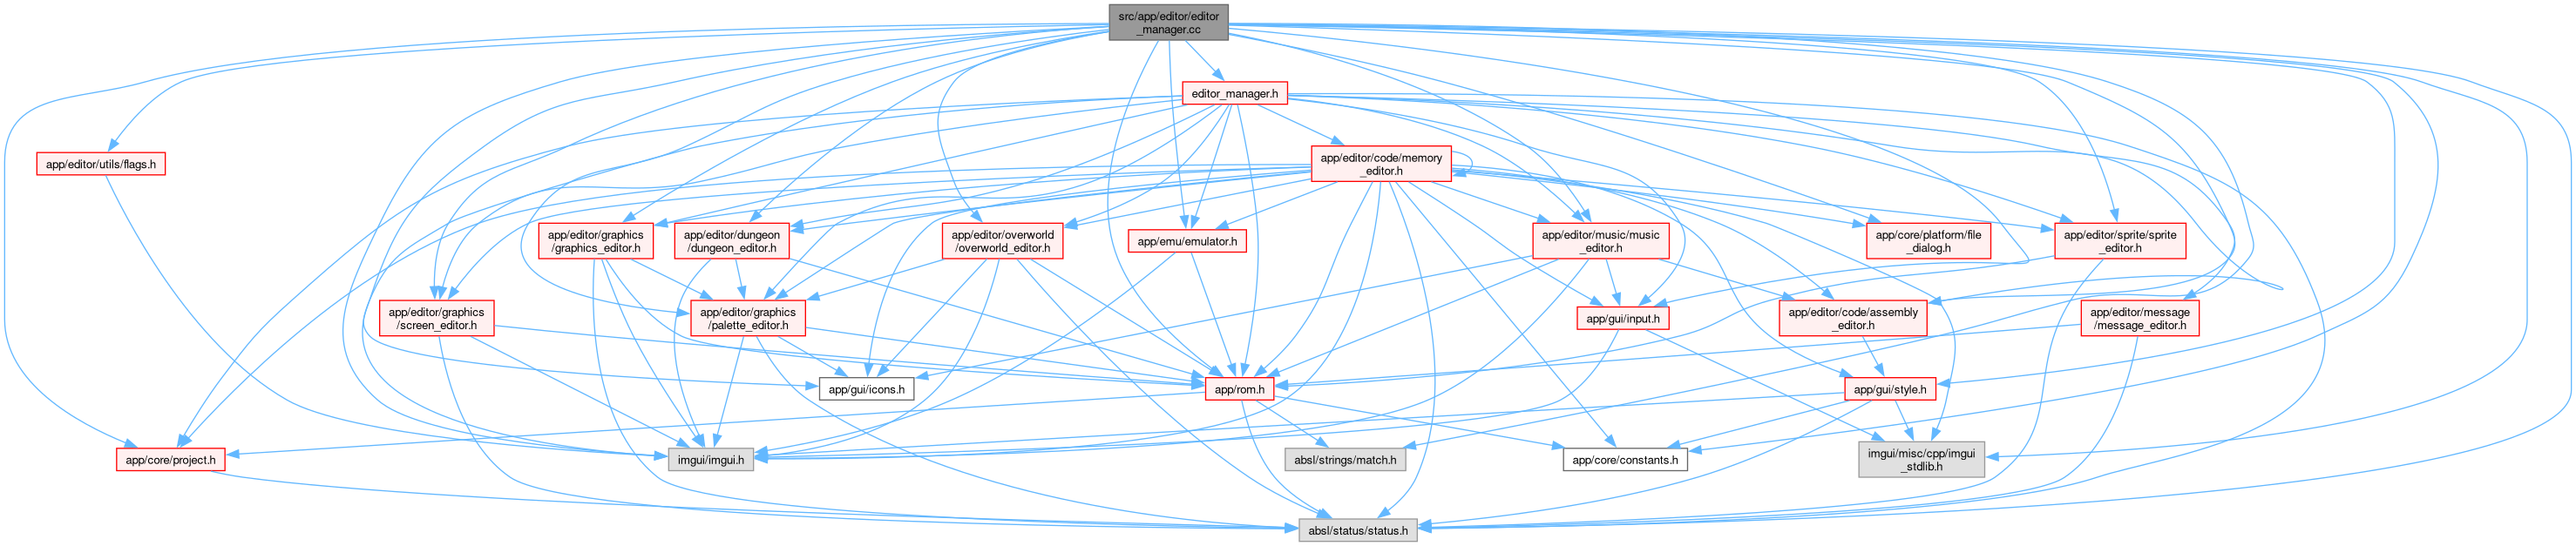 src/app/editor/editor
_manager.cc
editor_manager.h
app/editor/utils/flags.h
app/editor/code/memory
_editor.h
app/editor/graphics
/graphics_editor.h
app/editor/dungeon
/dungeon_editor.h
app/editor/overworld
/overworld_editor.h
app/emu/emulator.h
app/editor/music/music
_editor.h
app/core/platform/file
_dialog.h
app/editor/sprite/sprite
_editor.h
app/editor/graphics
/screen_editor.h
app/editor/graphics
/palette_editor.h
app/gui/input.h
app/editor/code/assembly
_editor.h
app/editor/message
/message_editor.h
app/gui/icons.h
app/rom.h
app/gui/style.h
app/core/project.h
imgui/imgui.h
absl/strings/match.h
app/core/constants.h
imgui/misc/cpp/imgui
_stdlib.h
absl/status/status.h